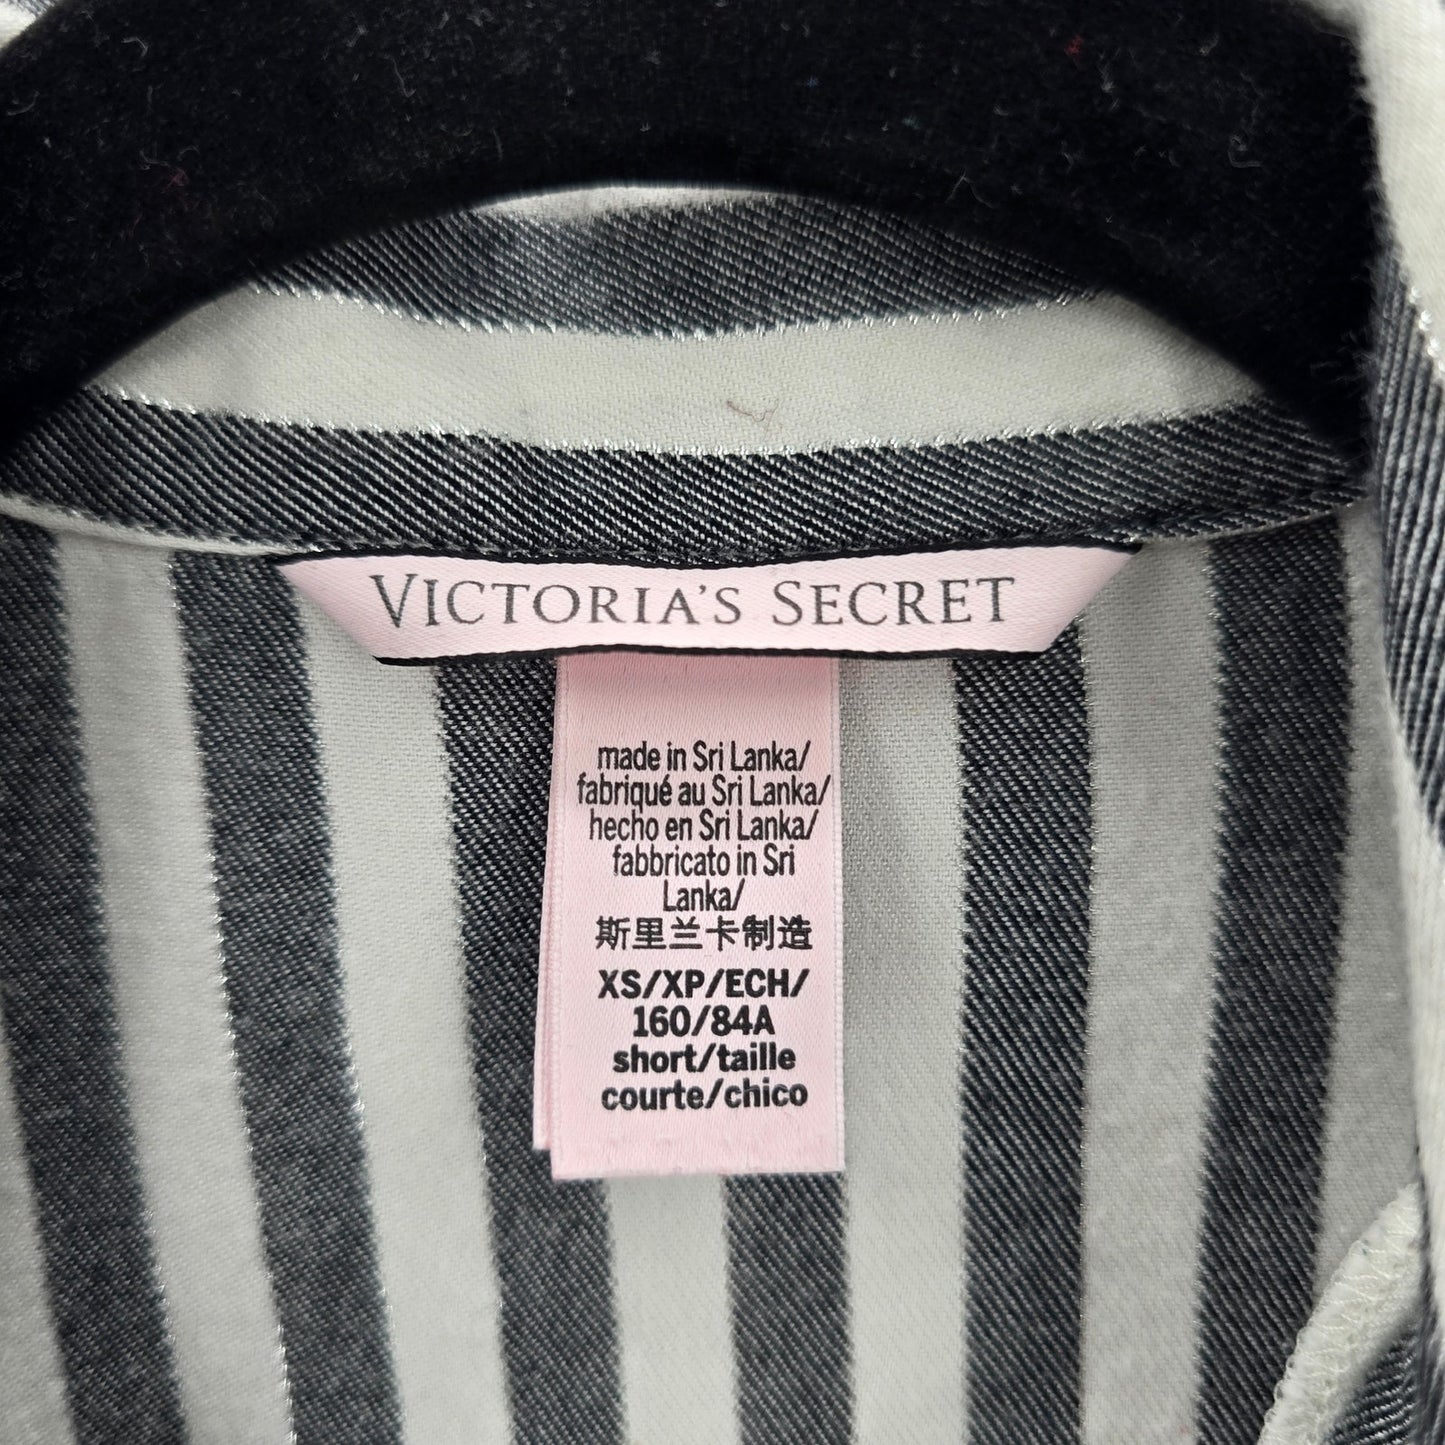 VICTORIA'S SECRET
made in Sri Lanka/
fabriqué au Sri Lanka/
hecho en Sri Lanka/
fabbricato in Sri
Lanka/
斯里兰卡制造
XS/XP/ECH/
160/84A
short/taille
courte/chico